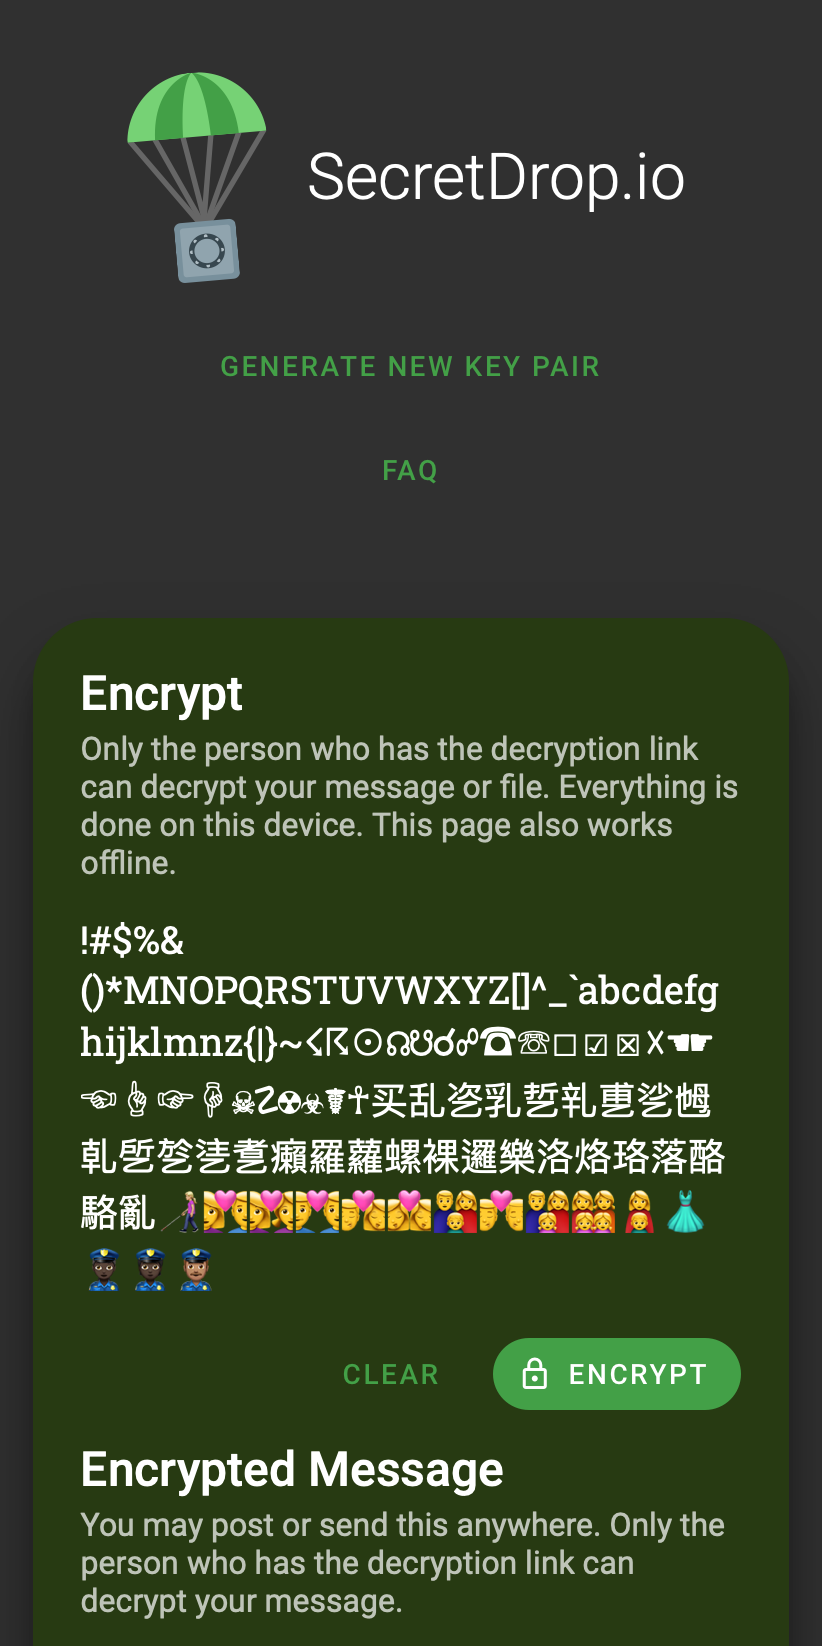 SecretDrop.io
GENERATE NEW KEY PAIR
FAQ
Encrypt
Only the person who has the decryption link
can decrypt your message or file. Everything is
done on this device. This page also works
offline.
!#$%&
()*MNOPQRSTUVWXYZ[]^_`abcdefg
hijklmnz{|}~☇☈☉☊☋☌☍☎☏☐☑☒☓☚☛
☜☝☞☟☠☡☢☣☤☥买乱乲乳乴乵乶乷乸
乹乺乻乼乽癩羅蘿螺裸邏樂洛烙珞落酪
駱亂
CLEAR
ENCRYPT
Encrypted Message
You may post or send this anywhere. Only the
person who has the decryption link can
decrypt your message.